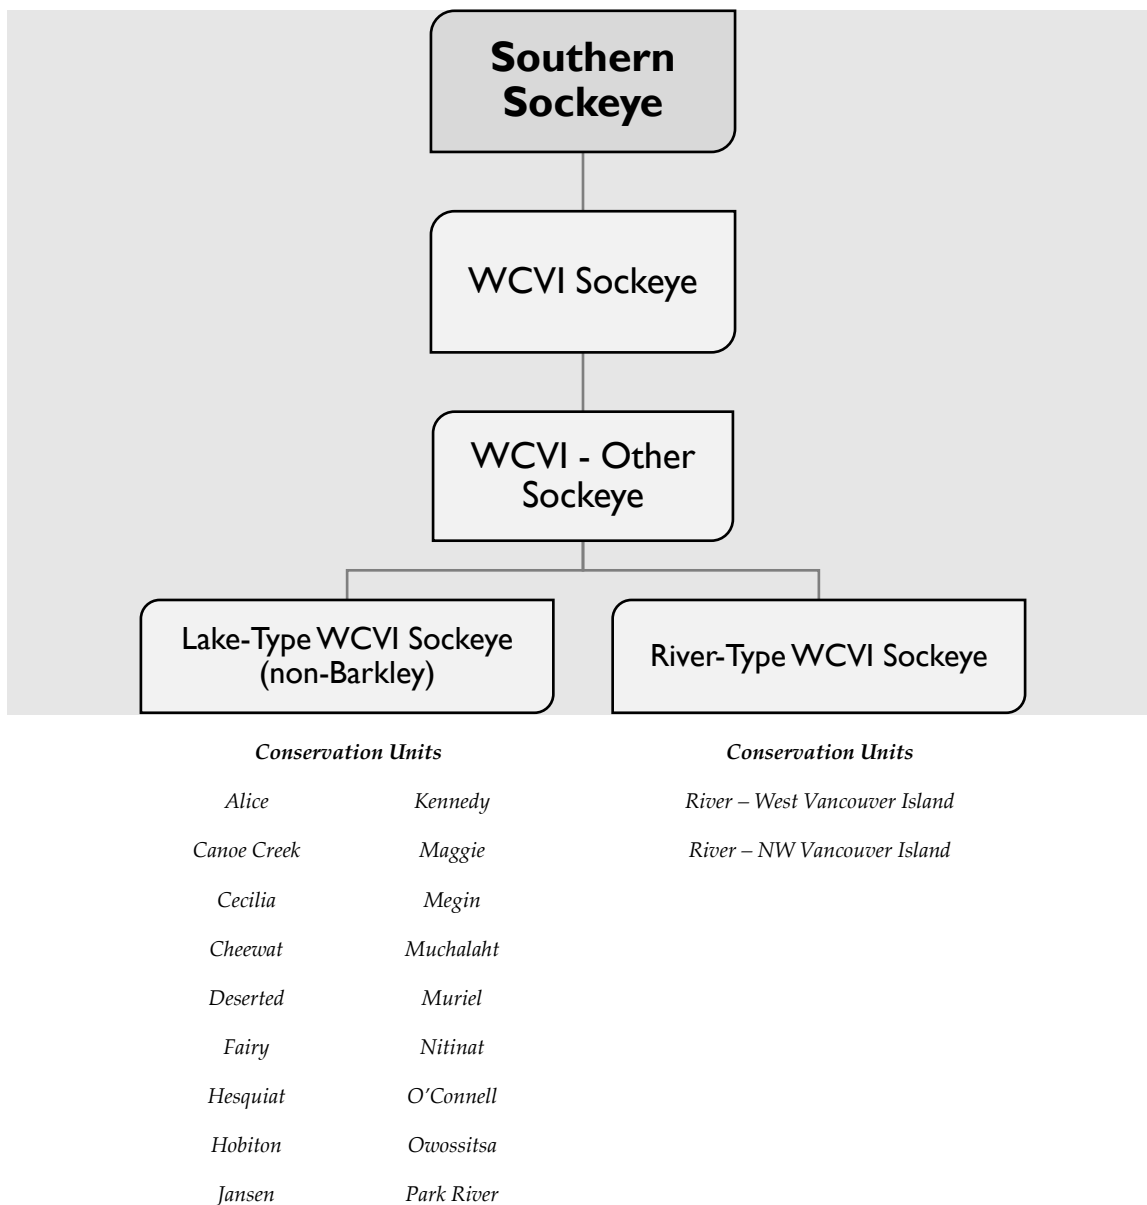 Southern
Sockeye
WCVI Sockeye
WCVI - Other
Sockeye
Lake-Type WCVI Sockeye
(non-Barkley)
River-Type WCVI Sockeye
Conservation Units
Alice
Kennedy
Canoe Creek
Maggie
Cecilia
Megin
Cheewat
Muchalaht
Deserted
Muriel
Fairy
Nitinat
Hesquiat
O'Connell
Hobiton
Owossitsa
Jansen
Park River
Conservation Units
River – West Vancouver Island
River – NW Vancouver Island